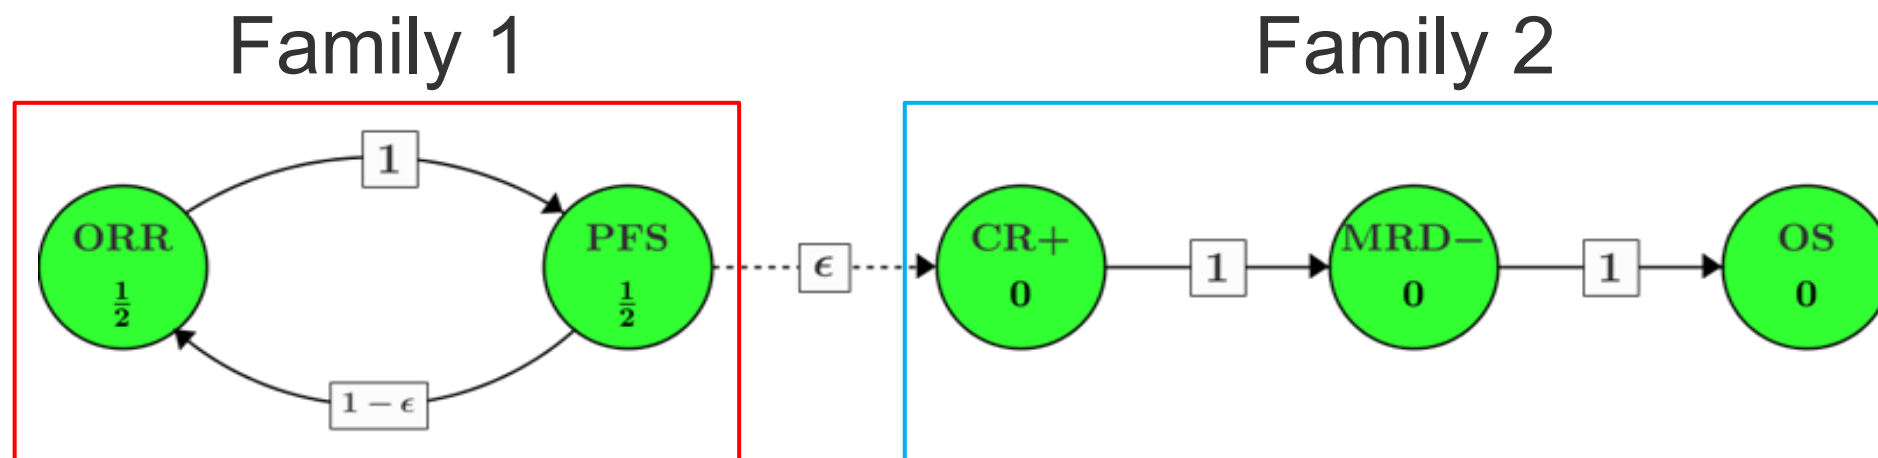 Family 1
Family 2
1
ORR
1/2
PFS
1/2
ϵ
CR+
0
1
MRD−
0
1
OS
0
1 − ϵ